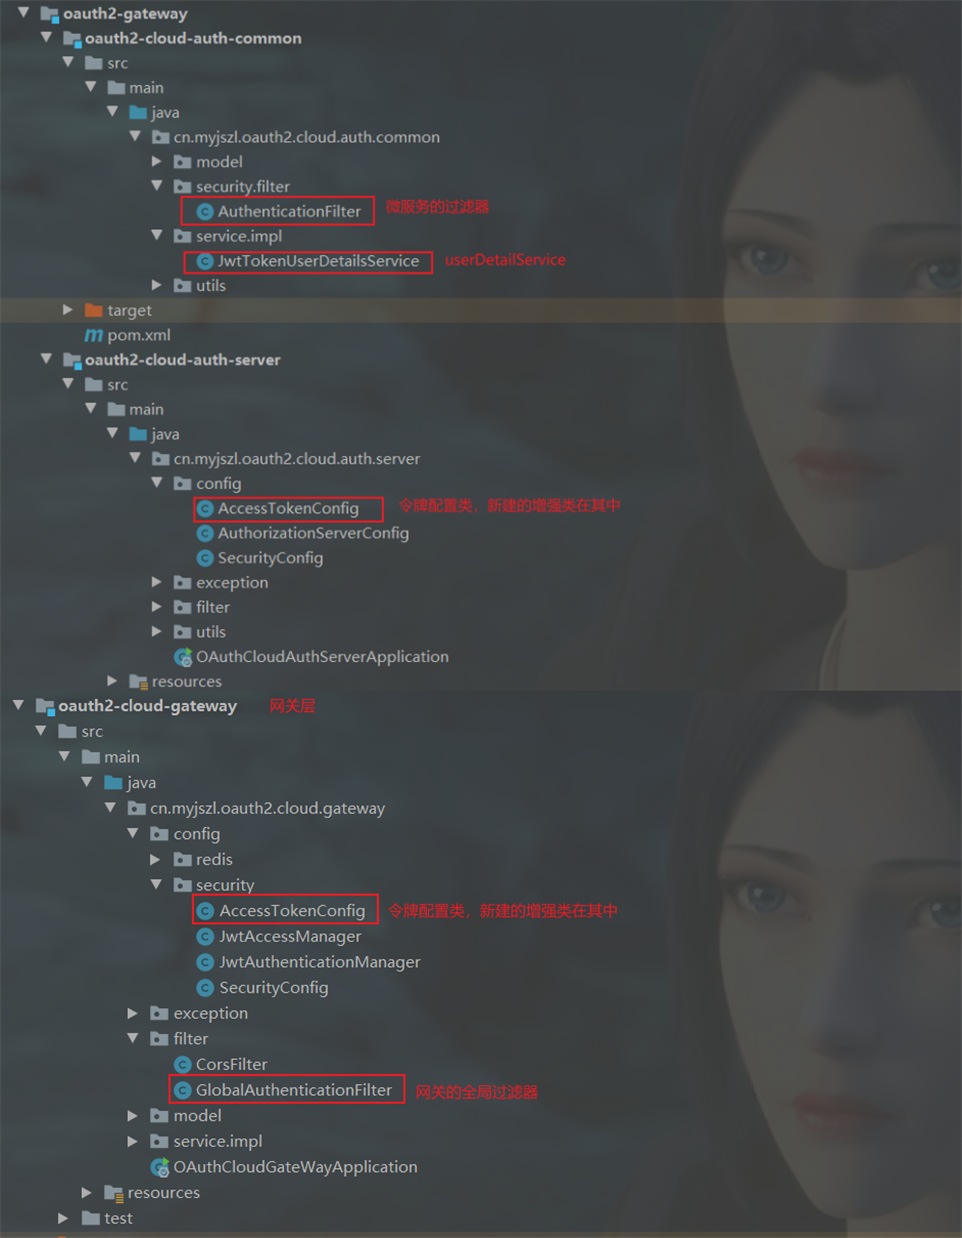 oauth2-gateway
oauth2-cloud-auth-common
src
main
java
cn.myjszl.oauth2.cloud.auth.common
model
security.filter
AuthenticationFilter 微服务的过滤器
service.impl
JwtTokenUserDetailsService userDetailService
utils
target
pom.xml
oauth2-cloud-auth-server
src
main
java
cn.myjszl.oauth2.cloud.auth.server
config
AccessTokenConfig 令牌配置类，新建的增强类在其中
AuthorizationServerConfig
SecurityConfig
exception
filter
utils
OAuthCloudAuthServerApplication
resources
oauth2-cloud-gateway 网关层
src
main
java
cn.myjszl.oauth2.cloud.gateway
config
redis
security
AccessTokenConfig 令牌配置类，新建的增强类在其中
JwtAccessManager
JwtAuthenticationManager
SecurityConfig
exception
filter
CorsFilter
GlobalAuthenticationFilter 网关的全局过滤器
model
service.impl
OAuthCloudGateWayApplication
resources
test